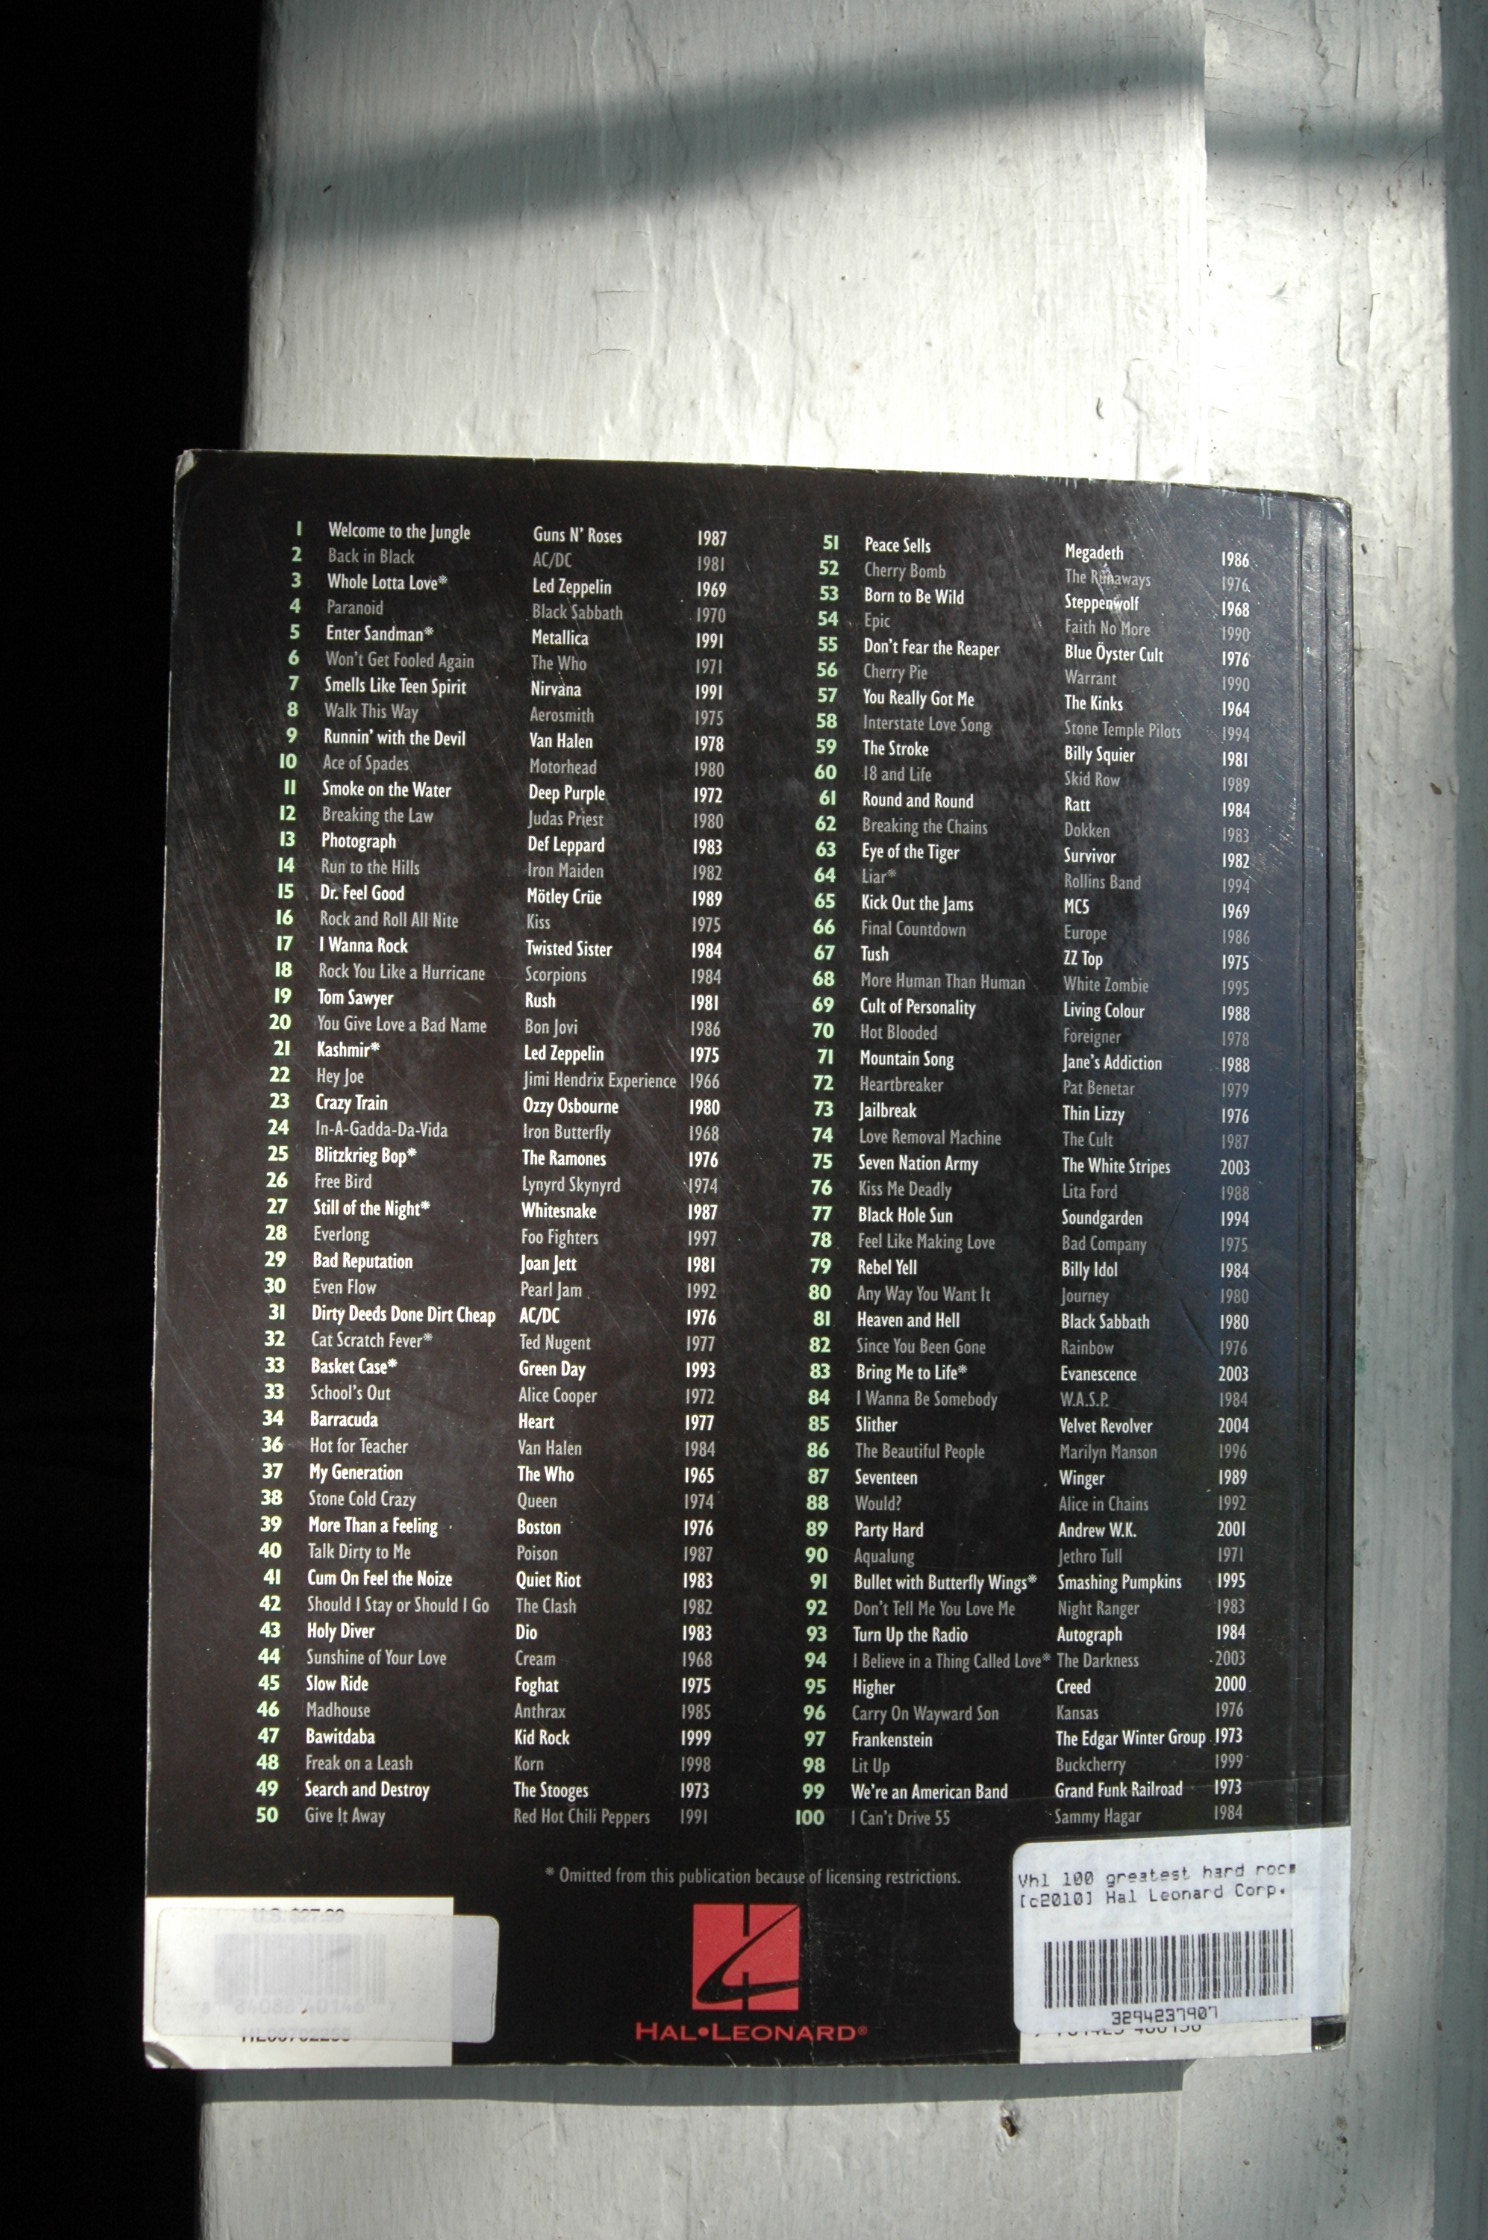 1 Welcome to the Jungle Guns N' Roses 1987
2 Back in Black AC/DC 1981
3 Whole Lotta Love* Led Zeppelin 1969
4 Paranoid Black Sabbath 1970
5 Enter Sandman* Metallica 1991
6 Won't Get Fooled Again The Who 1971
7 Smells Like Teen Spirit Nirvana 1991
8 Walk This Way Aerosmith 1975
9 Runnin' with the Devil Van Halen 1978
10 Ace of Spades Motorhead 1980
11 Smoke on the Water Deep Purple 1972
12 Breaking the Law Judas Priest 1980
13 Photograph Def Leppard 1983
14 Run to the Hills Iron Maiden 1982
15 Dr. Feel Good Mötley Crüe 1989
16 Rock and Roll All Nite Kiss 1975
17 I Wanna Rock Twisted Sister 1984
18 Rock You Like a Hurricane Scorpions 1984
19 Tom Sawyer Rush 1981
20 You Give Love a Bad Name Bon Jovi 1986
21 Kashmir* Led Zeppelin 1975
22 Hey Joe Jimi Hendrix Experience 1966
23 Crazy Train Ozzy Osbourne 1980
24 In-A-Gadda-Da-Vida Iron Butterfly 1968
25 Blitzkrieg Bop* The Ramones 1976
26 Free Bird Lynyrd Skynyrd 1974
27 Still of the Night* Whitesnake 1987
28 Everlong Foo Fighters 1997
29 Bad Reputation Joan Jett 1981
30 Even Flow Pearl Jam 1992
31 Dirty Deeds Done Dirt Cheap AC/DC 1976
32 Cat Scratch Fever* Ted Nugent 1977
33 Basket Case* Green Day 1993
33 School's Out Alice Cooper 1972
34 Barracuda Heart 1977
36 Hot for Teacher Van Halen 1984
37 My Generation The Who 1965
38 Stone Cold Crazy Queen 1974
39 More Than a Feeling Boston 1976
40 Talk Dirty to Me Poison 1987
41 Cum On Feel the Noize Quiet Riot 1983
42 Should I Stay or Should I Go The Clash 1982
43 Holy Diver Dio 1983
44 Sunshine of Your Love Cream 1968
45 Slow Ride Foghat 1975
46 Madhouse Anthrax 1985
47 Bawitdaba Kid Rock 1999
48 Freak on a Leash Korn 1998
49 Search and Destroy The Stooges 1973
50 Give It Away Red Hot Chili Peppers 1991
51 Peace Sells Megadeth 1986
52 Cherry Bomb The Runaways 1976
53 Born to Be Wild Steppenwolf 1968
54 Epic Faith No More 1990
55 Don't Fear the Reaper Blue Öyster Cult 1976
56 Cherry Pie Warrant 1990
57 You Really Got Me The Kinks 1964
58 Interstate Love Song Stone Temple Pilots 1994
59 The Stroke Billy Squier 1981
60 18 and Life Skid Row 1989
61 Round and Round Ratt 1984
62 Breaking the Chains Dokken 1983
63 Eye of the Tiger Survivor 1982
64 Liar* Rollins Band 1994
65 Kick Out the Jams MC5 1969
66 Final Countdown Europe 1986
67 Tush ZZ Top 1975
68 More Human Than Human White Zombie 1995
69 Cult of Personality Living Colour 1988
70 Hot Blooded Foreigner 1978
71 Mountain Song Jane's Addiction 1988
72 Heartbreaker Pat Benetar 1979
73 Jailbreak Thin Lizzy 1976
74 Love Removal Machine The Cult 1987
75 Seven Nation Army The White Stripes 2003
76 Kiss Me Deadly Lita Ford 1988
77 Black Hole Sun Soundgarden 1994
78 Feel Like Making Love Bad Company 1975
79 Rebel Yell Billy Idol 1984
80 Any Way You Want It Journey 1980
81 Heaven and Hell Black Sabbath 1980
82 Since You Been Gone Rainbow 1976
83 Bring Me to Life* Evanescence 2003
84 I Wanna Be Somebody W.A.S.P. 1984
85 Slither Velvet Revolver 2004
86 The Beautiful People Marilyn Manson 1996
87 Seventeen Winger 1989
88 Would? Alice in Chains 1992
89 Party Hard Andrew W.K. 2001
90 Aqualung Jethro Tull 1971
91 Bullet with Butterfly Wings* Smashing Pumpkins 1995
92 Don't Tell Me You Love Me Night Ranger 1983
93 Turn Up the Radio Autograph 1984
94 I Believe in a Thing Called Love* The Darkness 2003
95 Higher Creed 2000
96 Carry On Wayward Son Kansas 1976
97 Frankenstein The Edgar Winter Group 1973
98 Lit Up Buckcherry 1999
99 We're an American Band Grand Funk Railroad 1973
100 I Can't Drive 55 Sammy Hagar 1984
* Omitted from this publication because of licensing restrictions.
U.S. $27.99
HAL•LEONARD®
Vh1 100 greatest hard rock
[c2010] Hal Leonard Corp.
3294237907